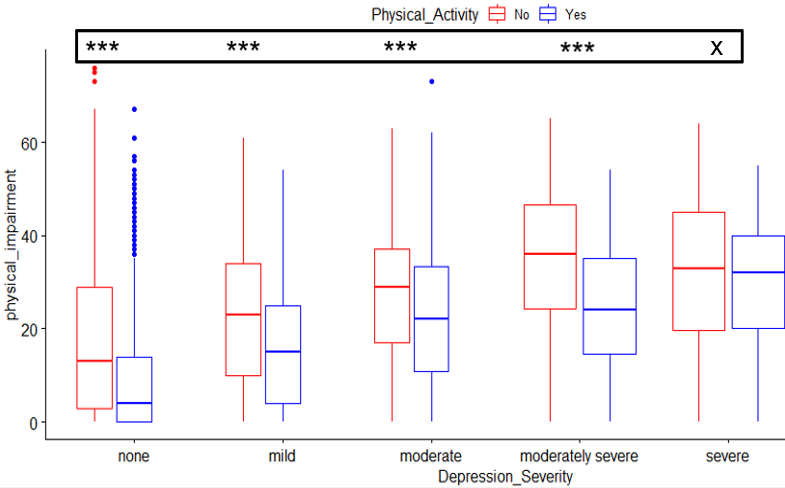 Physical_Activity No Yes
*** *** *** *** X
physical_impairment
60
40
20
0
none mild moderate moderately severe severe
Depression_Severity